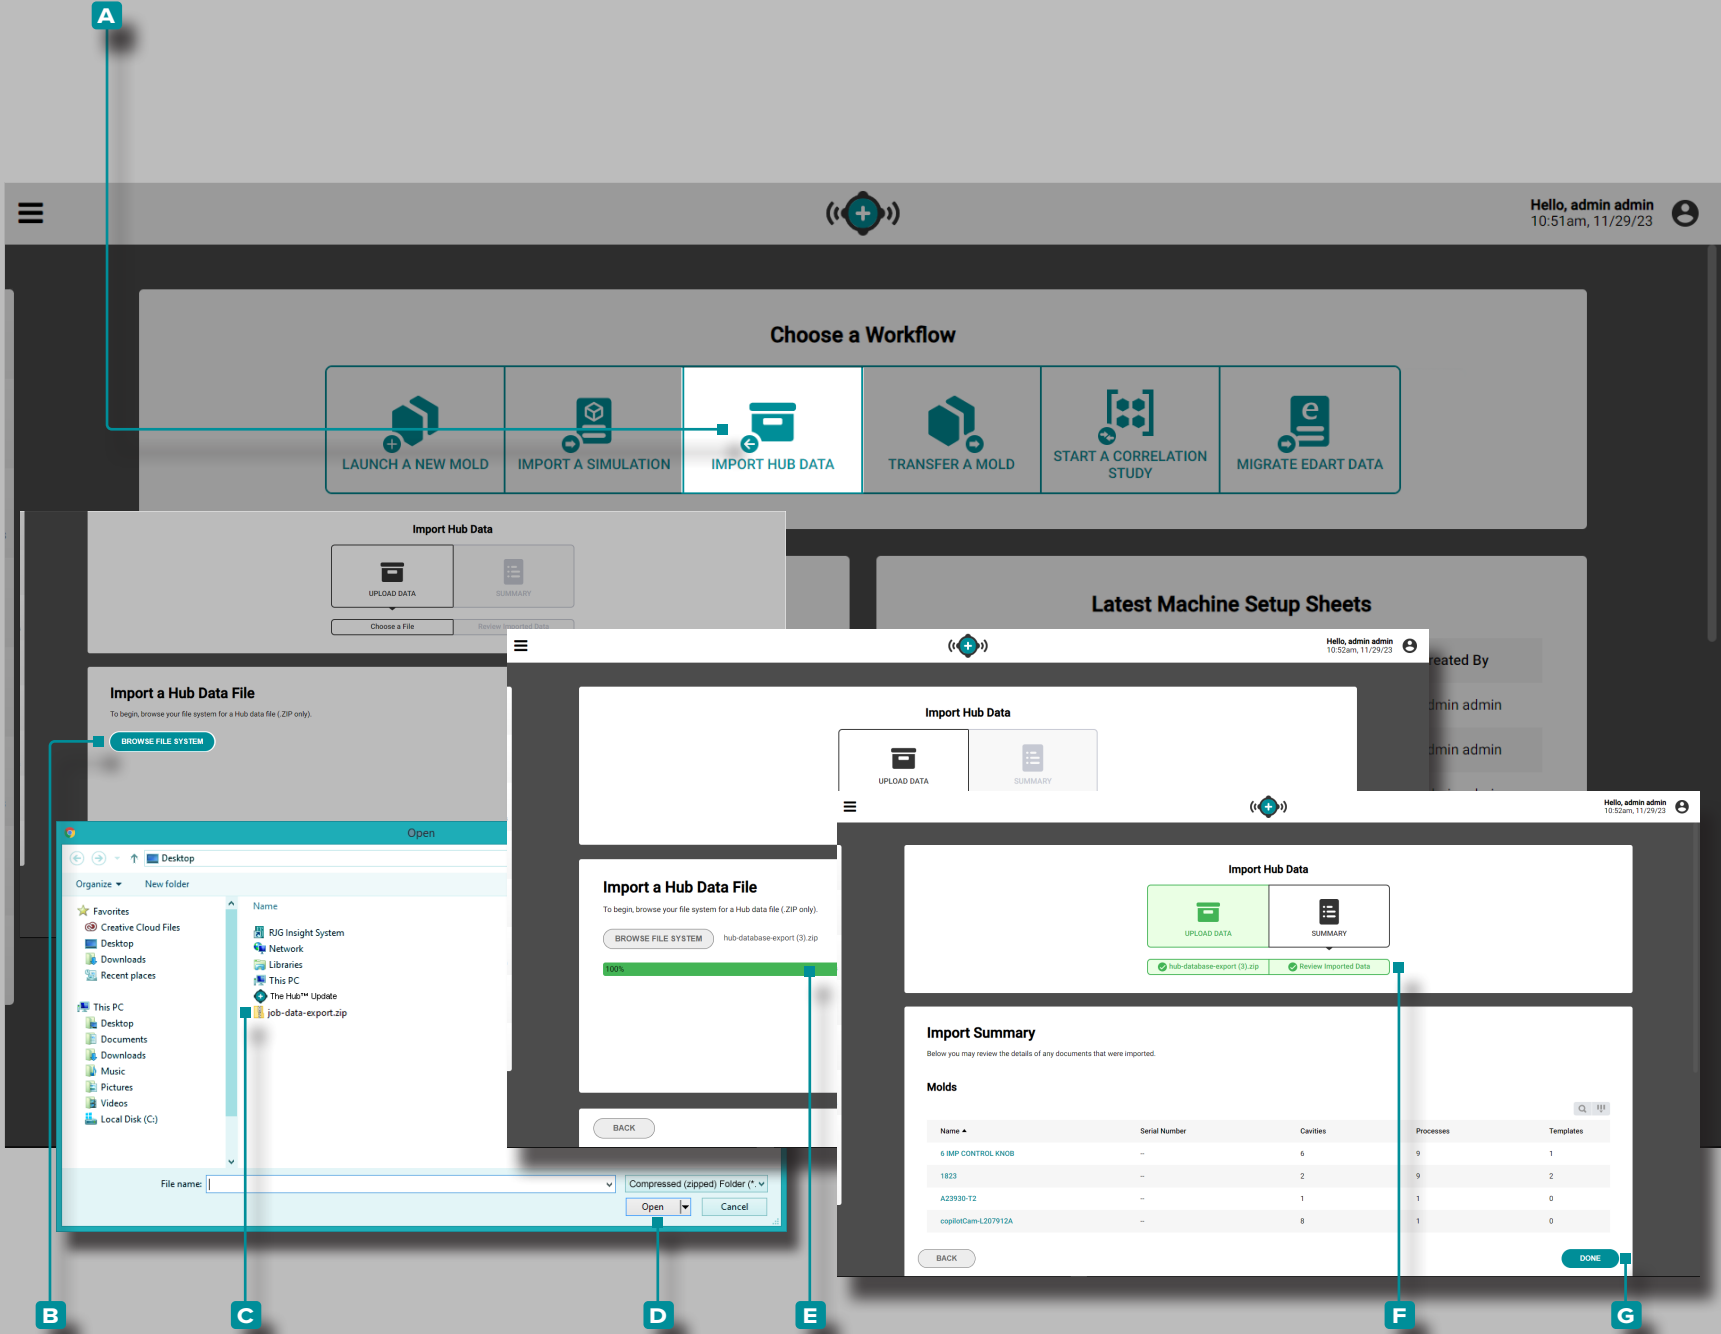 A
Hello, admin admin
10:51am, 11/29/23
Choose a Workflow
LAUNCH A NEW MOLD
IMPORT A SIMULATION
IMPORT HUB DATA
TRANSFER A MOLD
START A CORRELATION
STUDY
MIGRATE EDART DATA
Import Hub Data
UPLOAD DATA
SUMMARY
Choose a File
Review Imported Data
Import a Hub Data File
To begin, browse your file system for a Hub data file (.ZIP only).
BROWSE FILE SYSTEM
Latest Machine Setup Sheets
reated By
dmin admin
dmin admin
Open
Desktop
Organize
New folder
Favorites
Creative Cloud Files
Desktop
Downloads
Recent places
This PC
Desktop
Documents
Downloads
Music
Pictures
Videos
Local Disk (C:)
Name
RJG Insight System
Network
Libraries
This PC
The Hub™ Update
job-data-export.zip
File name:
Compressed (zipped) Folder (*.
Open
Cancel
Hello, admin admin
10:52am, 11/29/23
Import Hub Data
UPLOAD DATA
SUMMARY
Import a Hub Data File
To begin, browse your file system for a Hub data file (.ZIP only).
BROWSE FILE SYSTEM hub-database-export (3).zip
100%
BACK
Hello, admin admin
10:52am, 11/29/23
Import Hub Data
UPLOAD DATA
SUMMARY
hub-database-export (3).zip
Review Imported Data
Import Summary
Below you may review the details of any documents that were imported.
Molds
Name Serial Number Cavities Processes Templates
6 IMP CONTROL KNOB -- 6 9 1
1823 -- 2 9 2
A23930-T2 -- 1 1 0
copilotCam-L207912A -- 8 1 0
BACK
DONE
B
C
D
E
F
G